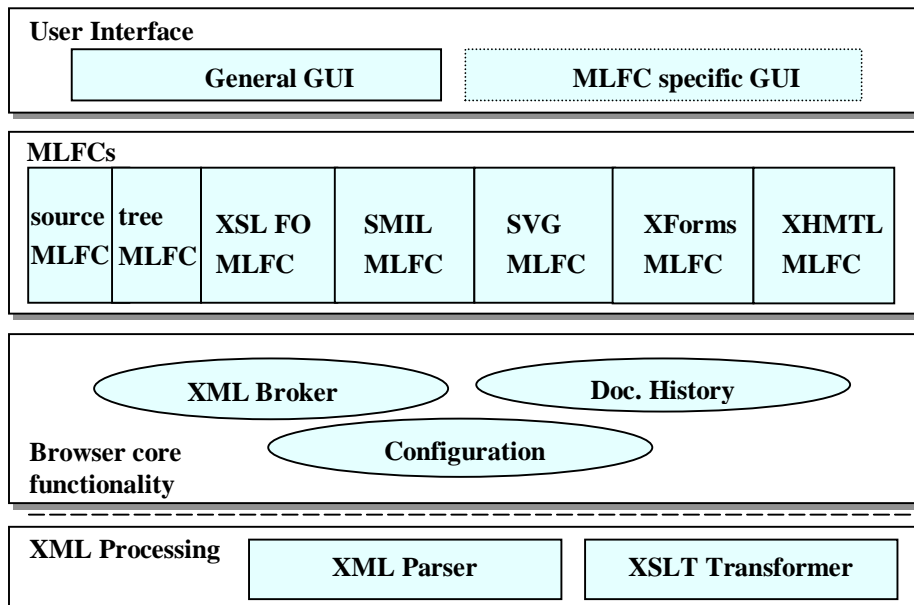 User Interface
General GUI
MLFC specific GUI
MLFCs
source
MLFC
tree
MLFC
XSL FO
MLFC
SMIL
MLFC
SVG
MLFC
XForms
MLFC
XHMTL
MLFC
XML Broker
Doc. History
Configuration
Browser core
functionality
XML Processing
XML Parser
XSLT Transformer